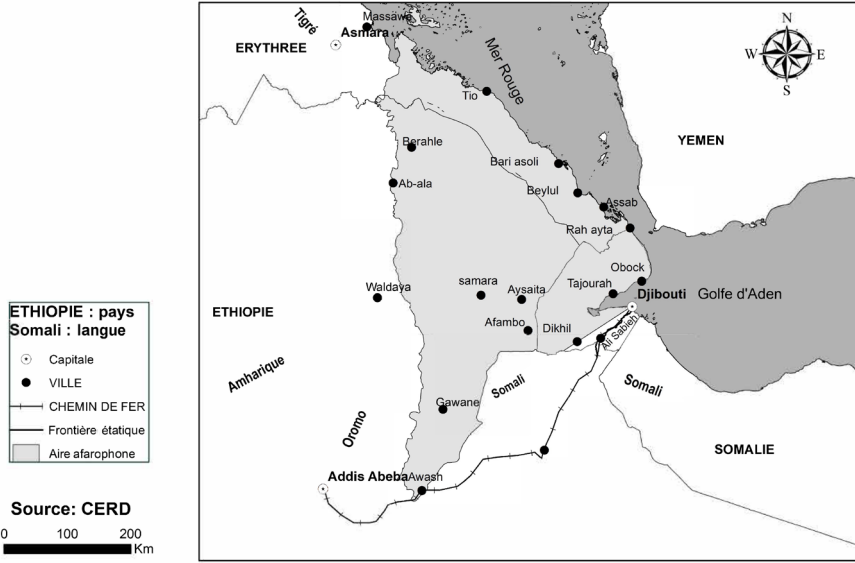 Massawa
Tigré
Asmara
ERYTHREE
Mer Rouge
N
W
E
S
Tio
YEMEN
Berahle
Bari asoli
Ab-ala
Beylul
Assab
Rah ayta
Obock
Waldaya
samara
Aysaita
Tajourah
Djibouti
Golfe d'Aden
ETHIOPIE
Afambo
Dikhil
Ali Sabieh
Amharique
Somali
Somali
Gawane
Oromo
SOMALIE
Addis Abeba
Awash
ETHIOPIE : pays
Somali : langue
Capitale
VILLE
CHEMIN DE FER
Frontière étatique
Aire afarophone
Source: CERD
0 100 200
Km